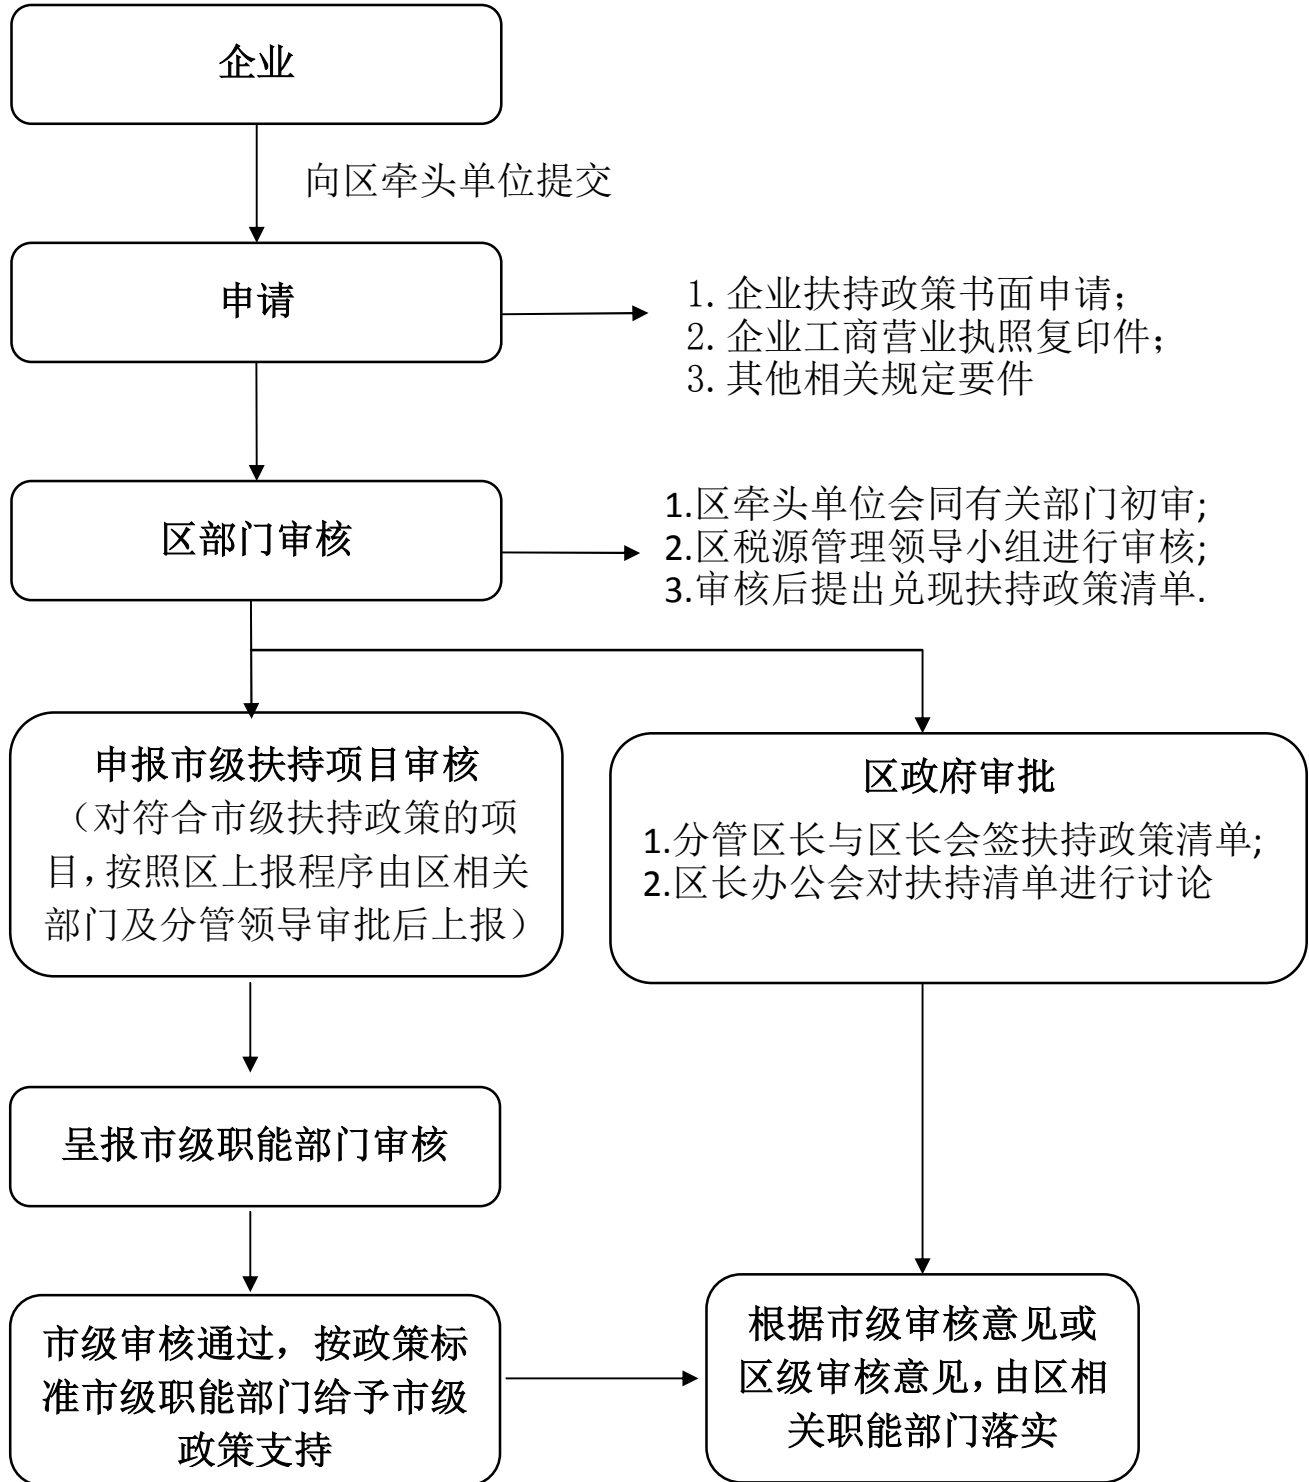 企业
向区牵头单位提交
申请
1. 企业扶持政策书面申请；
2. 企业工商营业执照复印件；
3. 其他相关规定要件
区部门审核
1.区牵头单位会同有关部门初审;
2.区税源管理领导小组进行审核;
3.审核后提出兑现扶持政策清单.
申报市级扶持项目审核
（对符合市级扶持政策的项
目，按照区上报程序由区相关
部门及分管领导审批后上报）
区政府审批
1.分管区长与区长会签扶持政策清单;
2.区长办公会对扶持清单进行讨论
呈报市级职能部门审核
市级审核通过，按政策标
准市级职能部门给予市级
政策支持
根据市级审核意见或
区级审核意见，由区相
关职能部门落实